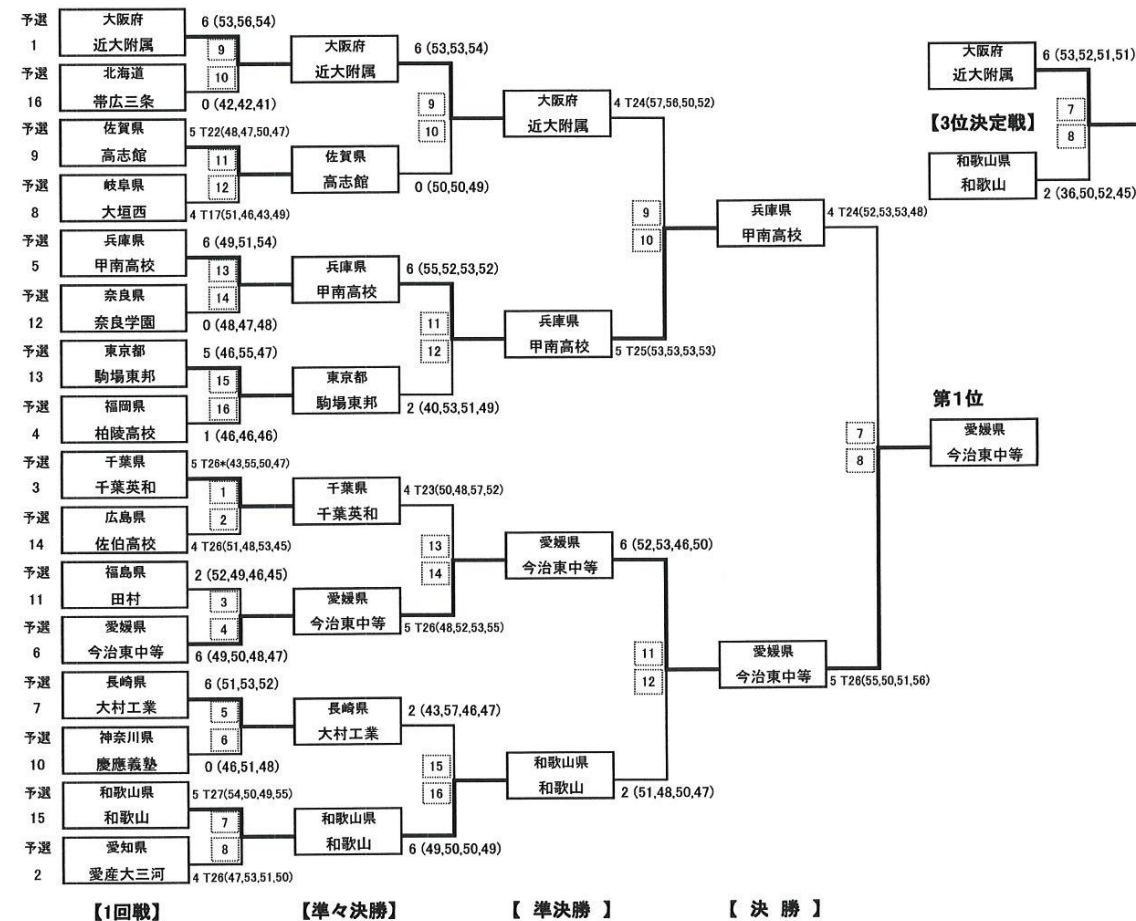 予選
1
大阪府
近大附属
6 (53,56,54)
9
10
予選
16
北海道
帯広三条
0 (42,42,41)
予選
9
佐賀県
高志館
5 T22(48,47,50,47)
11
12
予選
8
岐阜県
大垣西
4 T17(51,46,43,49)
予選
5
兵庫県
甲南高校
6 (49,51,54)
13
14
予選
12
奈良県
奈良学園
0 (48,47,48)
予選
13
東京都
駒場東邦
5 (46,55,47)
15
16
予選
4
福岡県
柏陵高校
1 (46,46,46)
予選
3
千葉県
千葉英和
5 T26*(43,55,50,47)
1
2
予選
14
広島県
佐伯高校
4 T26(51,48,53,45)
予選
11
福島県
田村
2 (52,49,46,45)
3
4
予選
6
愛媛県
今治東中等
6 (49,50,48,47)
予選
7
長崎県
大村工業
6 (51,53,52)
5
6
予選
10
神奈川県
慶應義塾
0 (46,51,48)
予選
15
和歌山県
和歌山
5 T27(54,50,49,55)
7
8
予選
2
愛知県
愛産大三河
4 T26(47,53,51,50)
【1回戦】
大阪府
近大附属
6 (53,53,54)
9
10
佐賀県
高志館
0 (50,50,49)
兵庫県
甲南高校
6 (55,52,53,52)
11
12
東京都
駒場東邦
2 (40,53,51,49)
千葉県
千葉英和
4 T23(50,48,57,52)
13
14
愛媛県
今治東中等
5 T26(48,52,53,55)
長崎県
大村工業
2 (43,57,46,47)
15
16
和歌山県
和歌山
6 (49,50,50,49)
【準々決勝】
大阪府
近大附属
4 T24(57,56,50,52)
9
10
兵庫県
甲南高校
5 T25(53,53,53,53)
愛媛県
今治東中等
6 (52,53,46,50)
11
12
和歌山県
和歌山
2 (51,48,50,47)
【 準決勝 】
兵庫県
甲南高校
4 T24(52,53,53,48)
7
8
愛媛県
今治東中等
5 T26(55,50,51,56)
【 決 勝 】
第1位
愛媛県
今治東中等
大阪府
近大附属
6 (53,52,51,51)
【3位決定戦】
7
8
和歌山県
和歌山
2 (36,50,52,45)